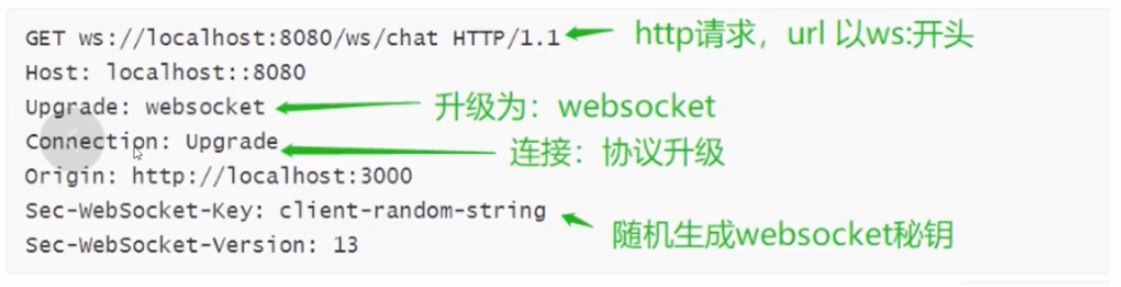 GET ws://localhost:8080/ws/chat HTTP/1.1 http请求，url 以ws:开头
Host: localhost::8080
Upgrade: websocket 升级为：websocket
Connection: Upgrade
连接：协议升级
Origin: http://localhost:3000
Sec-WebSocket-Key: client-random-string
随机生成websocket秘钥
Sec-WebSocket-Version: 13